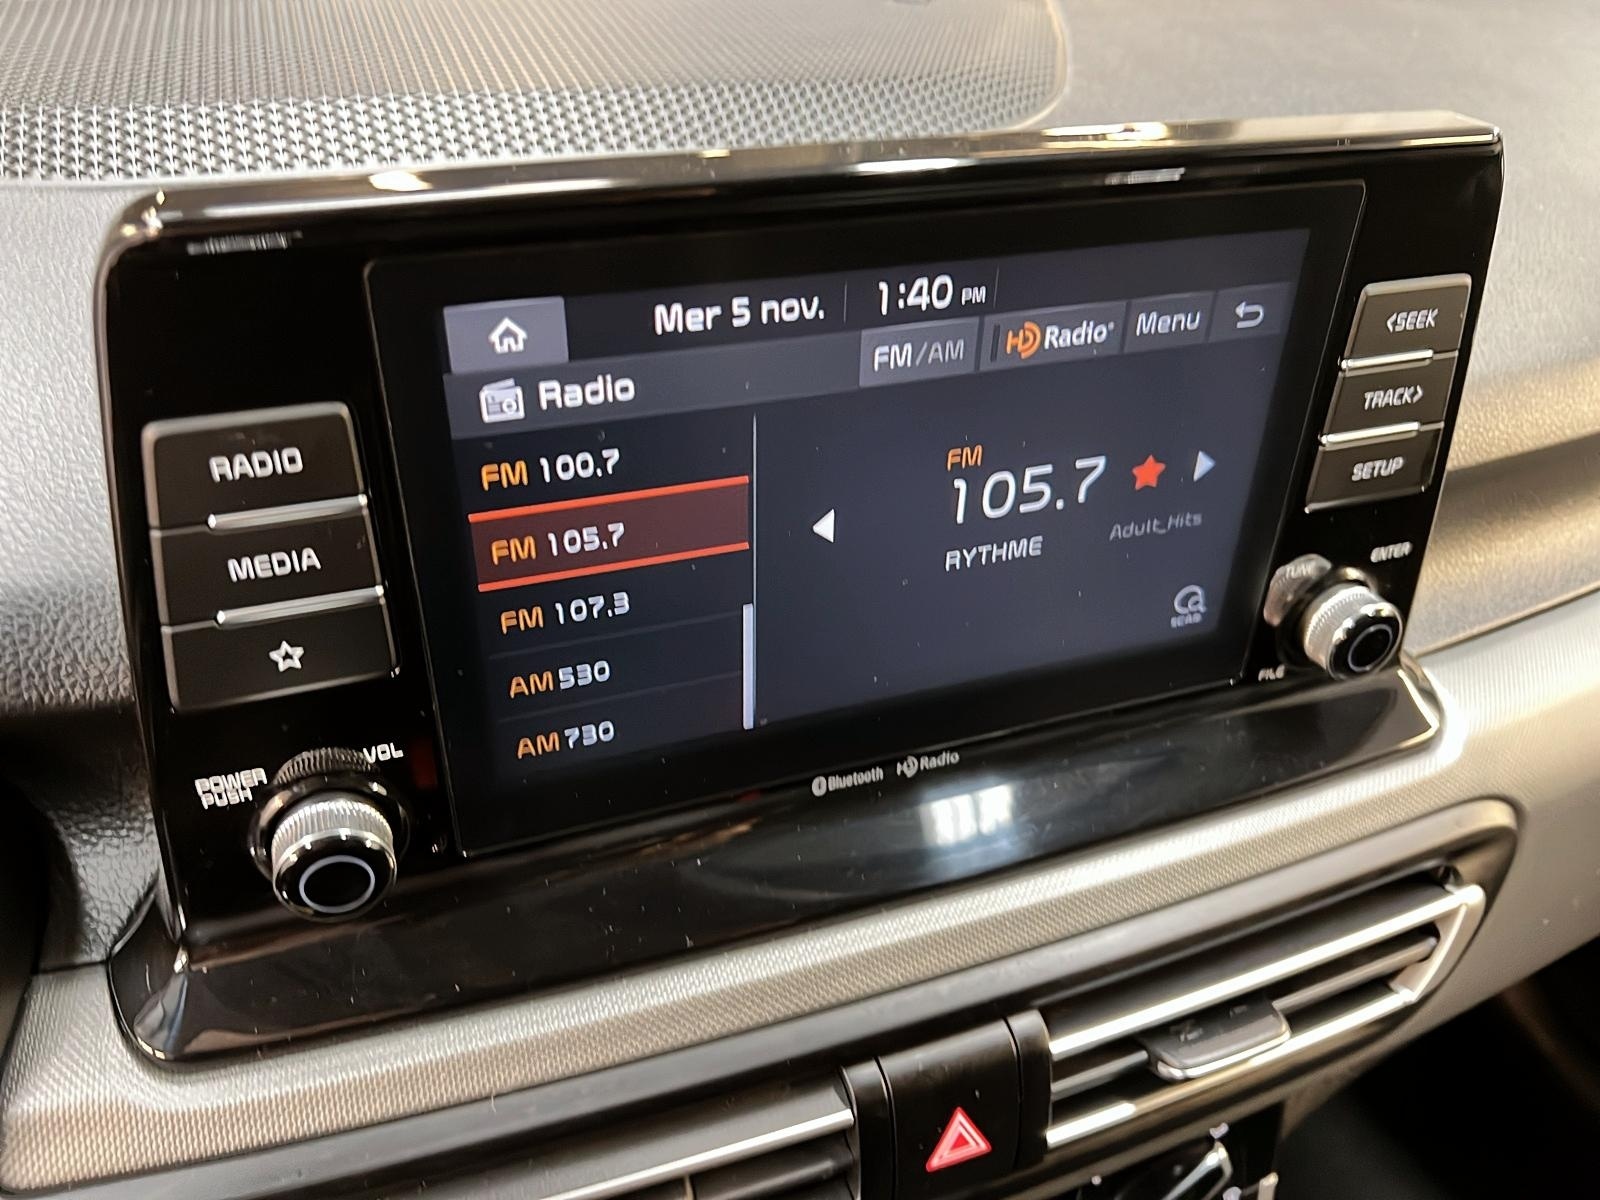 Mer 5 nov. 1:40 PM
FM/AM HD Radio® Menu
Radio
FM 100.7
FM 105.7
FM 107.3
AM 530
AM 730
FM
105.7
Adult_Hits
RYTHME
SCAN
RADIO
MEDIA
POWER
PUSH
VOL
<SEEK
TRACK>
SETUP
TUNE
ENTER
FILE
Bluetooth HD Radio